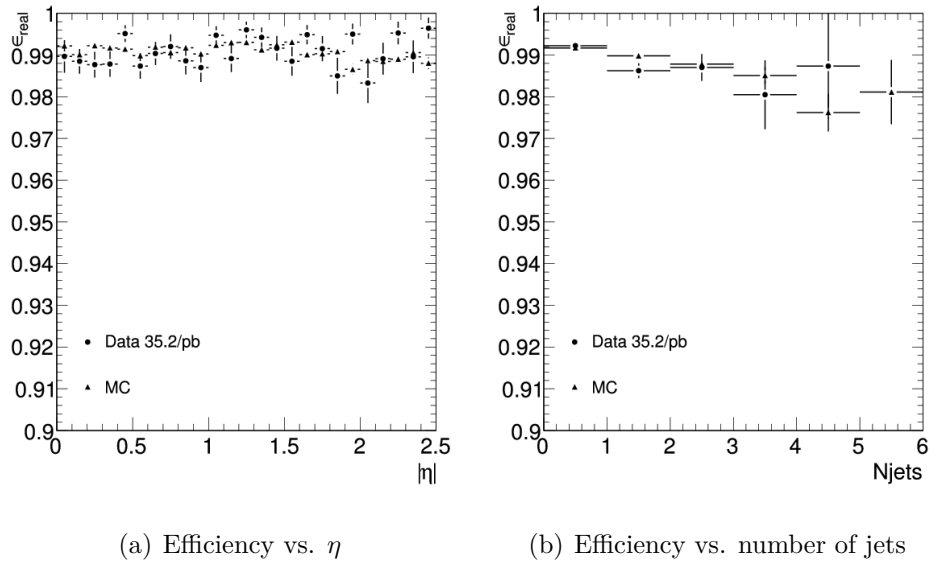 ϵreal
1
0.99
0.98
0.97
0.96
0.95
0.94
0.93
0.92
0.91
0.9
Data 35.2/pb
MC
0 0.5 1 1.5 2 2.5
|η|
(a) Efficiency vs. η
ϵreal
1
0.99
0.98
0.97
0.96
0.95
0.94
0.93
0.92
0.91
0.9
Data 35.2/pb
MC
0 1 2 3 4 5 6
Njets
(b) Efficiency vs. number of jets